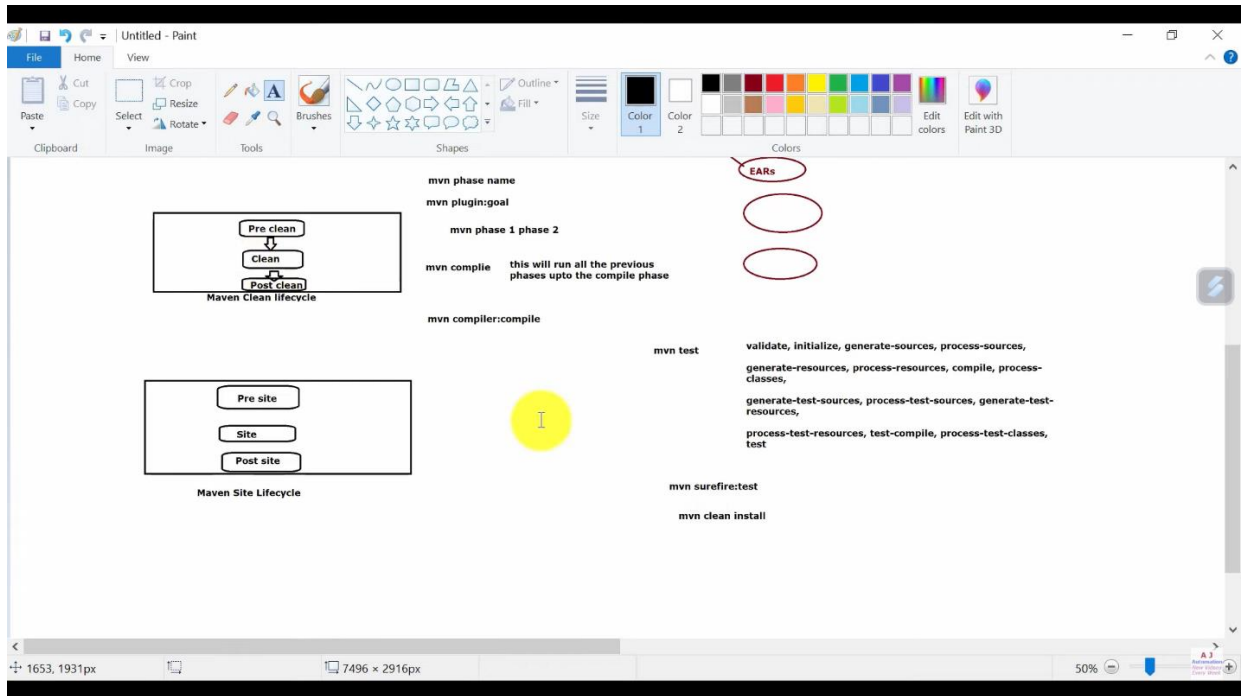 Untitled - Paint
File
Home
View
Paste
Cut
Copy
Clipboard
Select
Crop
Resize
Rotate
Image
A
Tools
Brushes
Outline
Fill
Shapes
Size
Color 1
Color 2
Edit colors
Edit with Paint 3D
Colors
EARs
mvn phase name
mvn plugin:goal
mvn phase 1 phase 2
Pre clean
Clean
Post clean
Maven Clean lifecycle
mvn complie
this will run all the previous
phases upto the compile phase
mvn compiler:compile
mvn test
validate, initialize, generate-sources, process-sources,
generate-resources, process-resources, compile, process-
classes,
generate-test-sources, process-test-sources, generate-test-
resources,
process-test-resources, test-compile, process-test-classes,
test
Pre site
Site
Post site
Maven Site Lifecycle
mvn surefire:test
mvn clean install
1653, 1931px
7496 × 2916px
50%
A J